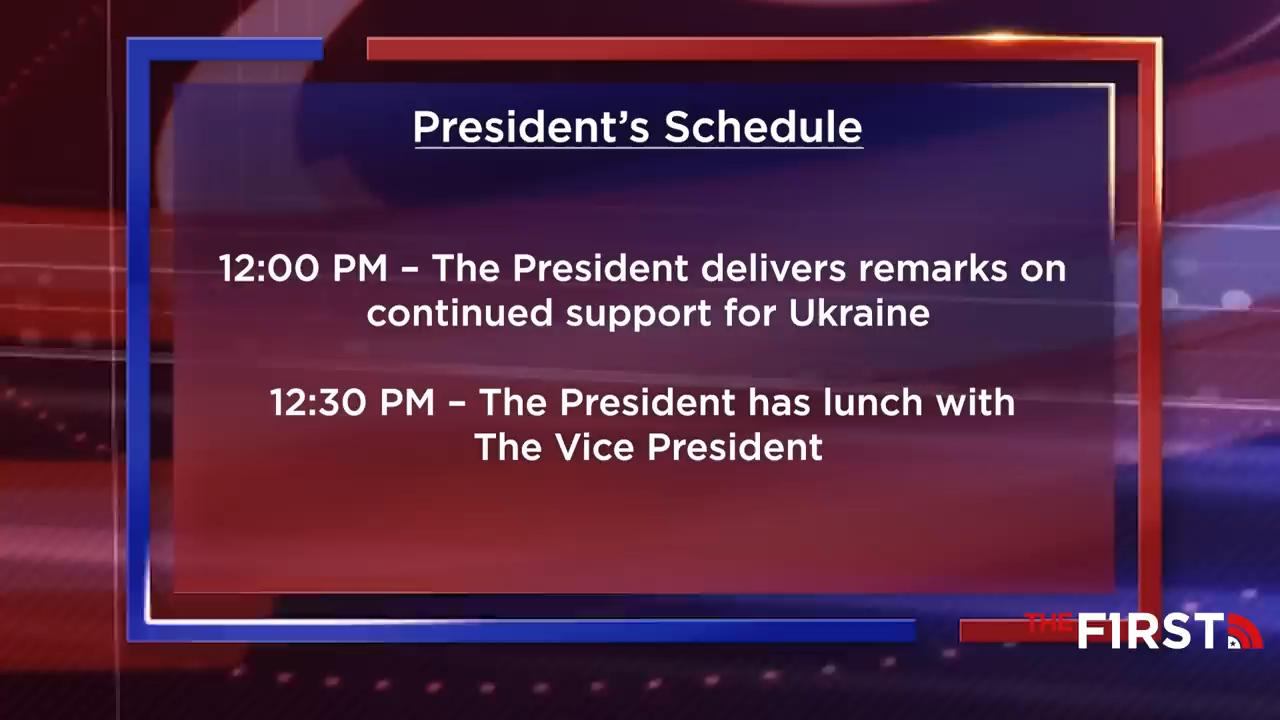 President’s Schedule
12:00 PM – The President delivers remarks on
continued support for Ukraine
12:30 PM – The President has lunch with
The Vice President
THE FIRST